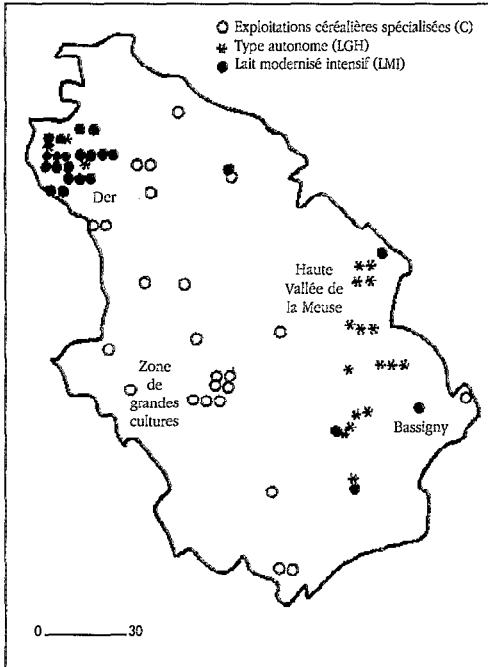 Exploitations céréalières spécialisées (C)
Type autonome (LGH)
Lait modernisé intensif (LMI)
Der
Haute
Vallée de
la Meuse
Zone
de
grandes
cultures
Bassigny
0 30